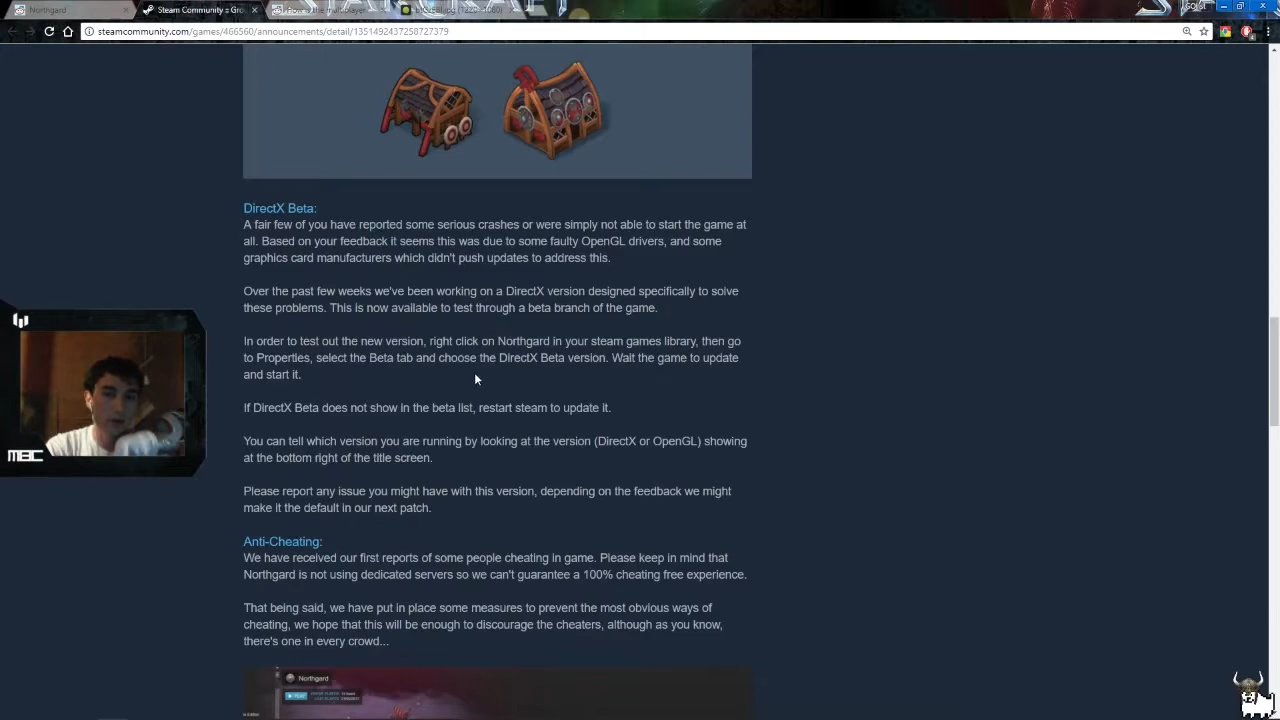 Northgard
Steam Community :: Gro
How is the multiplayer
steamcommunity.com/games/466560/announcements/detail/1351492437258727379
DirectX Beta:
A fair few of you have reported some serious crashes or were simply not able to start the game at
all. Based on your feedback it seems this was due to some faulty OpenGL drivers, and some
graphics card manufacturers which didn't push updates to address this.
Over the past few weeks we've been working on a DirectX version designed specifically to solve
these problems. This is now available to test through a beta branch of the game.
In order to test out the new version, right click on Northgard in your steam games library, then go
to Properties, select the Beta tab and choose the DirectX Beta version. Wait the game to update
and start it.
If DirectX Beta does not show in the beta list, restart steam to update it.
You can tell which version you are running by looking at the version (DirectX or OpenGL) showing
at the bottom right of the title screen.
Please report any issue you might have with this version, depending on the feedback we might
make it the default in our next patch.
MBC
Anti-Cheating:
We have received our first reports of some people cheating in game. Please keep in mind that
Northgard is not using dedicated servers so we can't guarantee a 100% cheating free experience.
That being said, we have put in place some measures to prevent the most obvious ways of
cheating, we hope that this will be enough to discourage the cheaters, although as you know,
there's one in every crowd...
Northgard